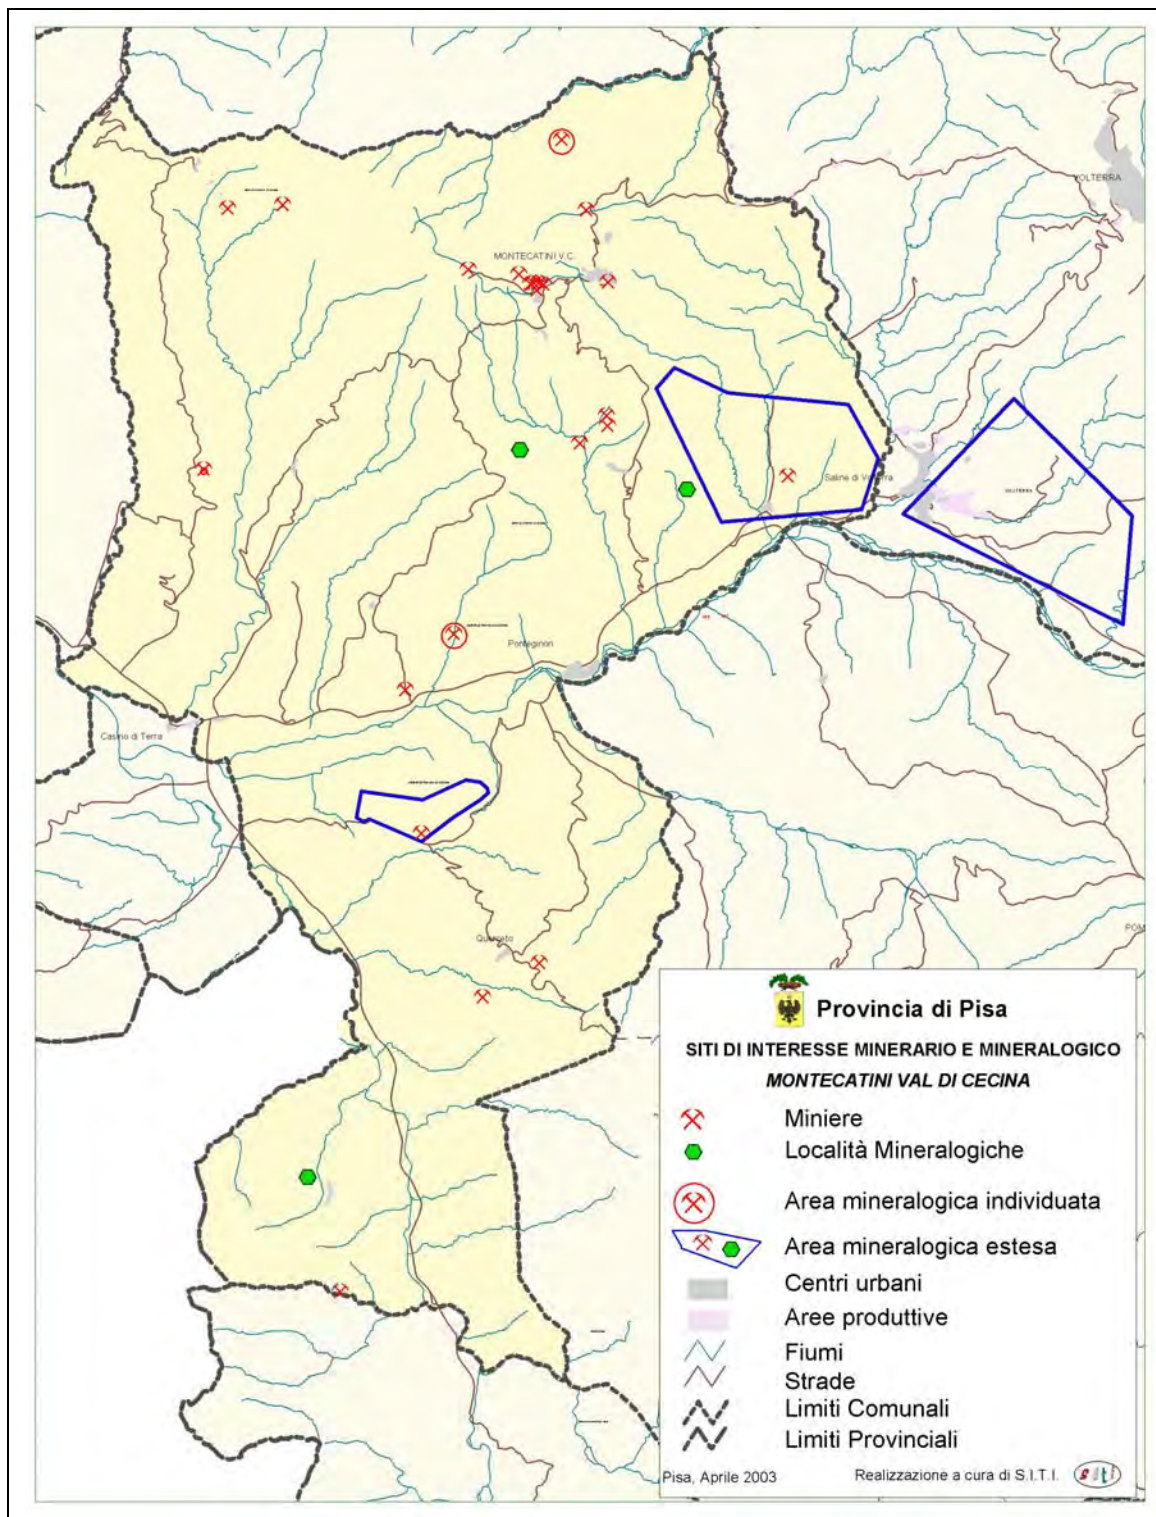 VOLTERRA
MONTECATINI V.C.
Saline di Volterra
VOLTERRA
Ponteginori
Casino di Terra
Querceto
POM
Provincia di Pisa
SITI DI INTERESSE MINERARIO E MINERALOGICO
MONTECATINI VAL DI CECINA
Miniere
Località Mineralogiche
Area mineralogica individuata
Area mineralogica estesa
Centri urbani
Aree produttive
Fiumi
Strade
Limiti Comunali
Limiti Provinciali
Pisa, Aprile 2003
Realizzazione a cura di S.I.T.I.
siti